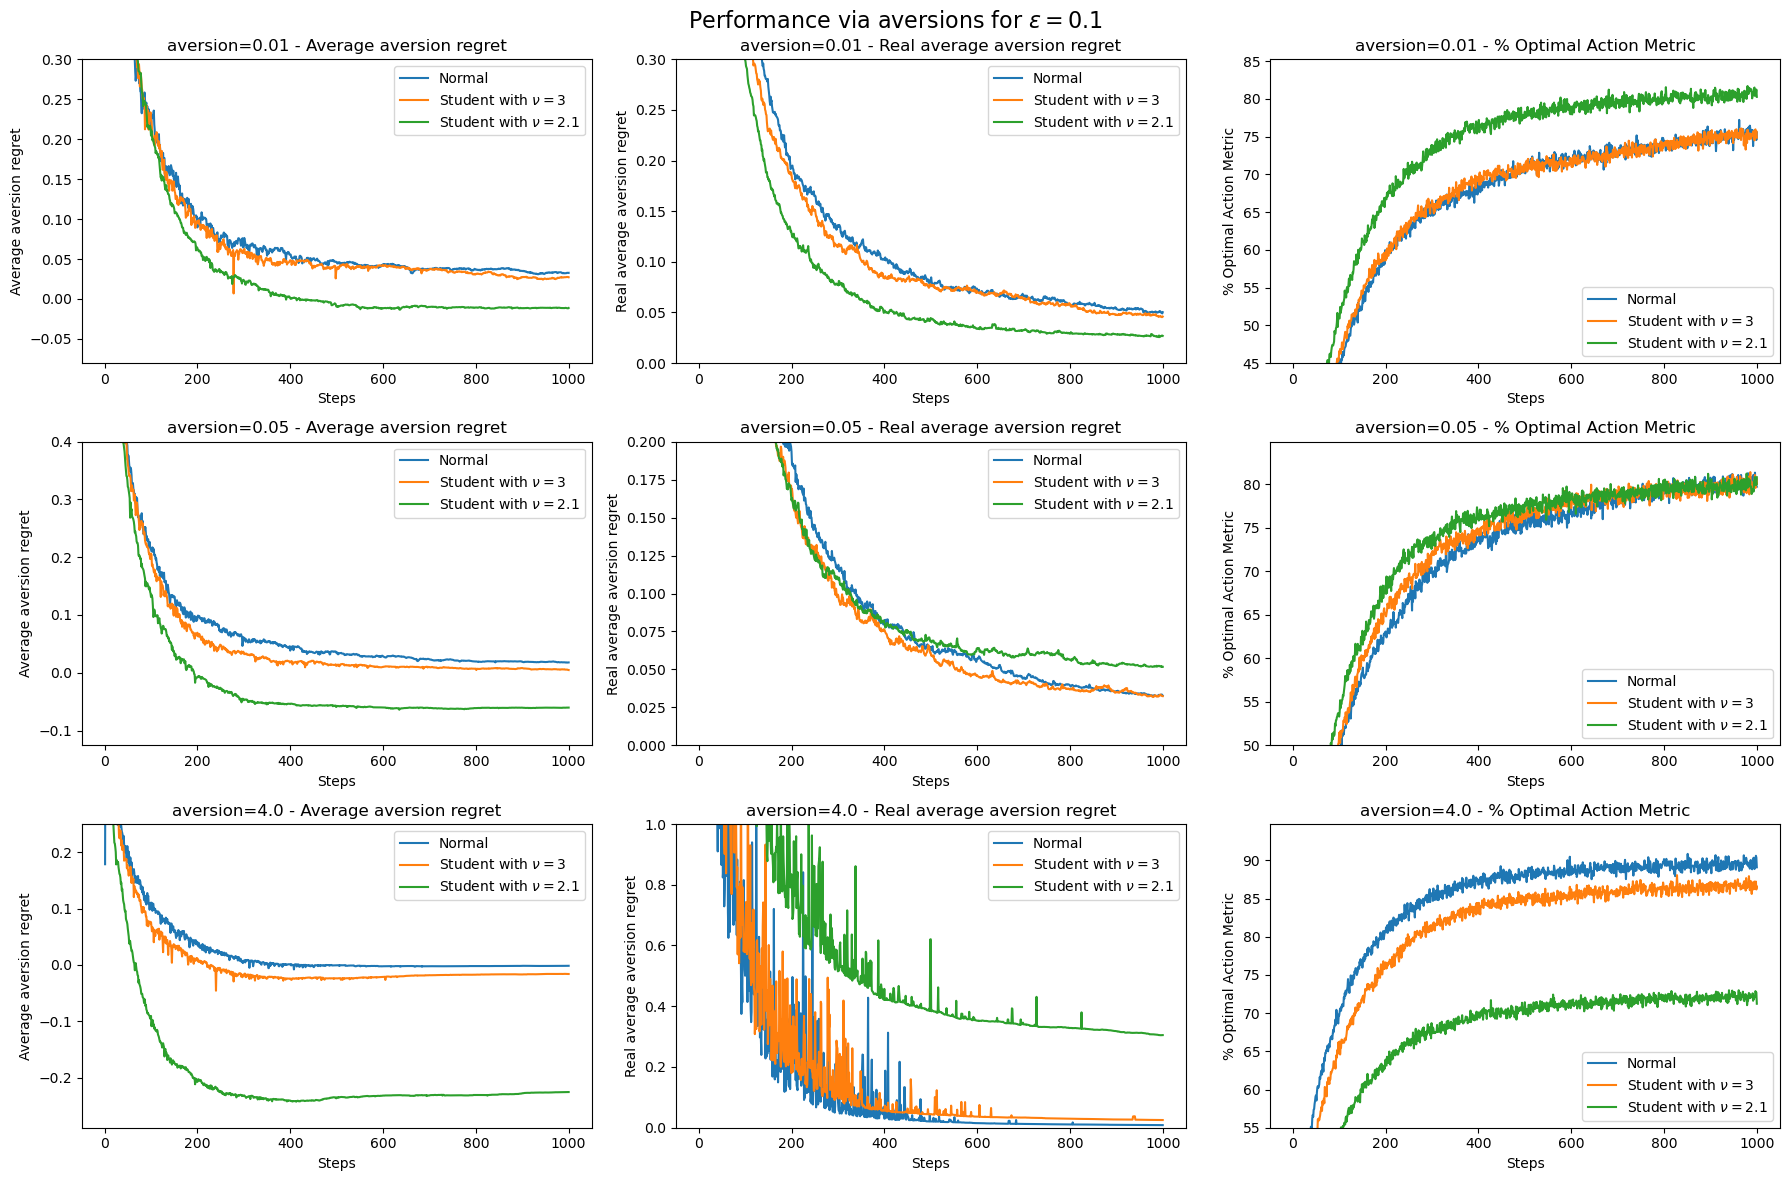 Performance via aversions for ε = 0.1
aversion=0.01 - Average aversion regret
Average aversion regret
0.30
0.25
0.20
0.15
0.10
0.05
0.00
−0.05
0 200 400 600 800 1000
Steps
Normal
Student with ν = 3
Student with ν = 2.1
aversion=0.01 - Real average aversion regret
Real average aversion regret
0.30
0.25
0.20
0.15
0.10
0.05
0.00
0 200 400 600 800 1000
Steps
Normal
Student with ν = 3
Student with ν = 2.1
aversion=0.01 - % Optimal Action Metric
% Optimal Action Metric
85
80
75
70
65
60
55
50
45
0 200 400 600 800 1000
Steps
Normal
Student with ν = 3
Student with ν = 2.1
aversion=0.05 - Average aversion regret
Average aversion regret
0.4
0.3
0.2
0.1
0.0
−0.1
0 200 400 600 800 1000
Steps
Normal
Student with ν = 3
Student with ν = 2.1
aversion=0.05 - Real average aversion regret
Real average aversion regret
0.200
0.175
0.150
0.125
0.100
0.075
0.050
0.025
0.000
0 200 400 600 800 1000
Steps
Normal
Student with ν = 3
Student with ν = 2.1
aversion=0.05 - % Optimal Action Metric
% Optimal Action Metric
80
75
70
65
60
55
50
0 200 400 600 800 1000
Steps
Normal
Student with ν = 3
Student with ν = 2.1
aversion=4.0 - Average aversion regret
Average aversion regret
0.2
0.1
0.0
−0.1
−0.2
0 200 400 600 800 1000
Steps
Normal
Student with ν = 3
Student with ν = 2.1
aversion=4.0 - Real average aversion regret
Real average aversion regret
1.0
0.8
0.6
0.4
0.2
0.0
0 200 400 600 800 1000
Steps
Normal
Student with ν = 3
Student with ν = 2.1
aversion=4.0 - % Optimal Action Metric
% Optimal Action Metric
90
85
80
75
70
65
60
55
0 200 400 600 800 1000
Steps
Normal
Student with ν = 3
Student with ν = 2.1